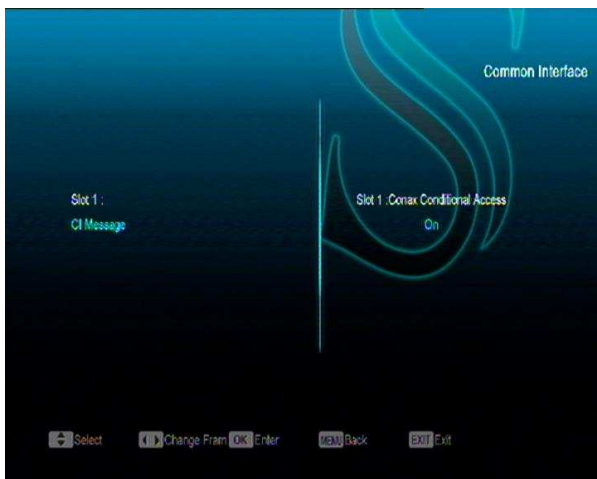 Common Interface
Slot 1 :
Slot 1 :Conax Conditional Access
CI Message
On
Select
Change Fram
OK Enter
MENU Back
EXIT Exit